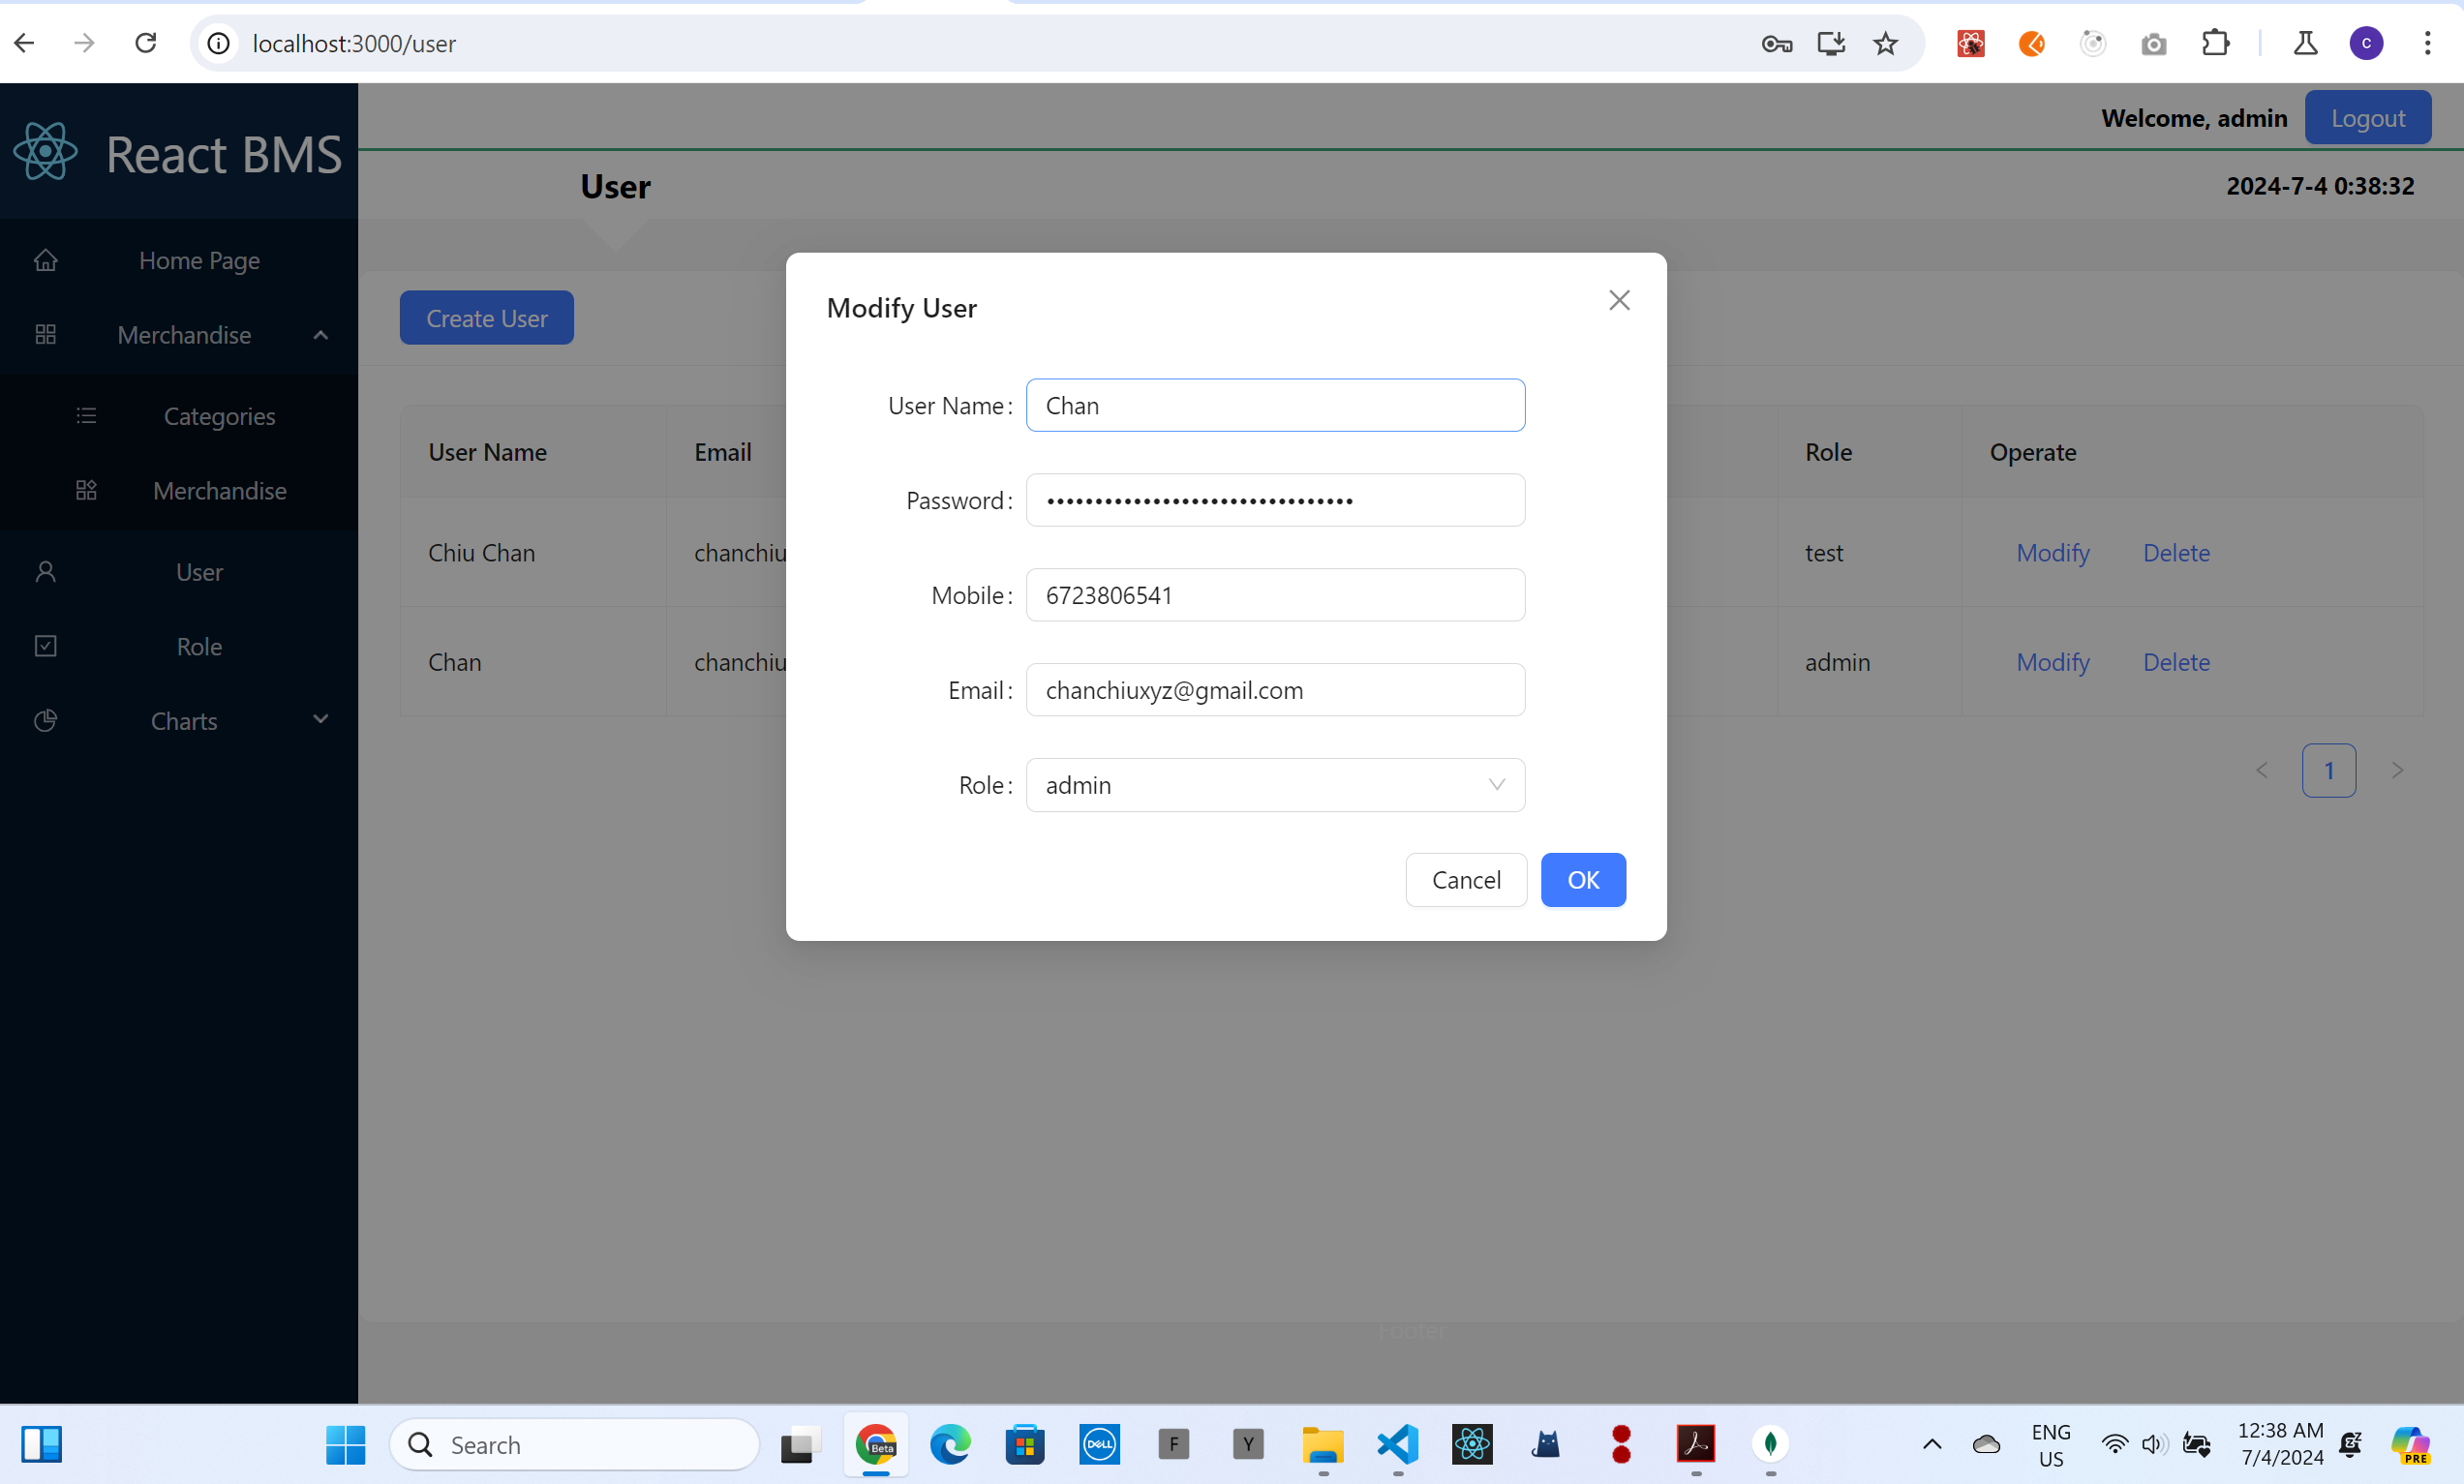 localhost:3000/user
C
React BMS
Welcome, admin
Logout
User
2024-7-4 0:38:32
Home Page
Merchandise
Categories
Merchandise
User
Role
Charts
Create User
User Name
Email
Role
Operate
Chiu Chan
chanchiu
test
Modify
Delete
Chan
chanchiu
admin
Modify
Delete
1
Modify User
User Name:
Chan
Password:
••••••••••••••••••••••••••••••••
Mobile:
6723806541
Email:
chanchiuxyz@gmail.com
Role:
admin
Cancel
OK
Footer
Search
Beta
DELL
F
Y
ENG
US
12:38 AM
7/4/2024
PRE